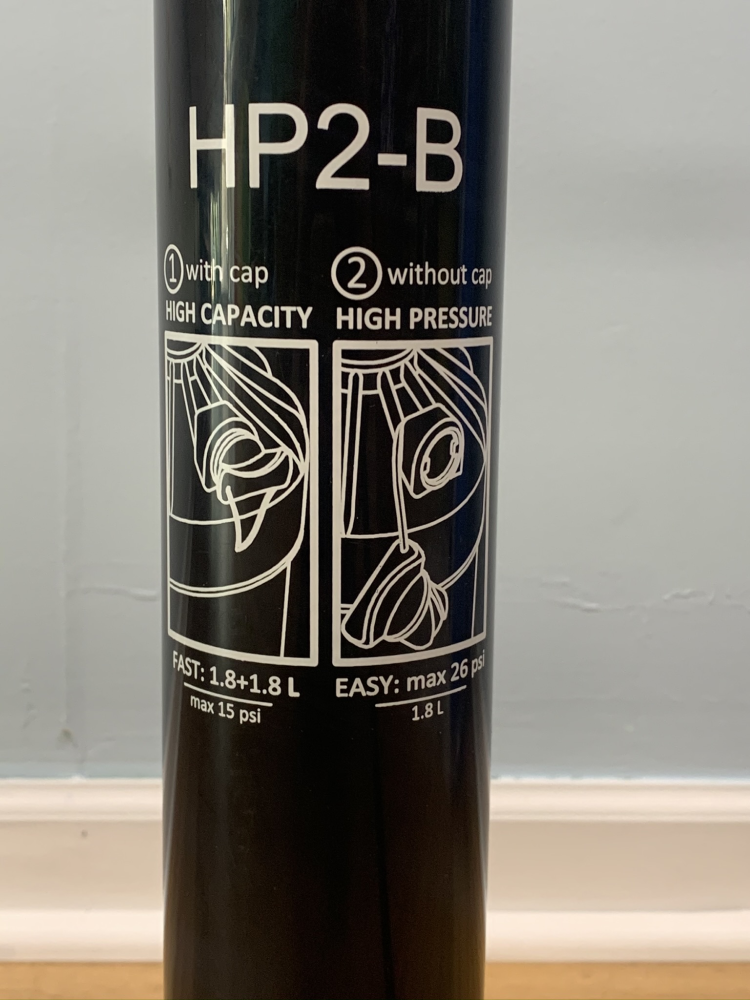 HP2-B
① with cap
HIGH CAPACITY
FAST: 1.8+1.8 L
max 15 psi
② without cap
HIGH PRESSURE
EASY: max 26 psi
1.8 L